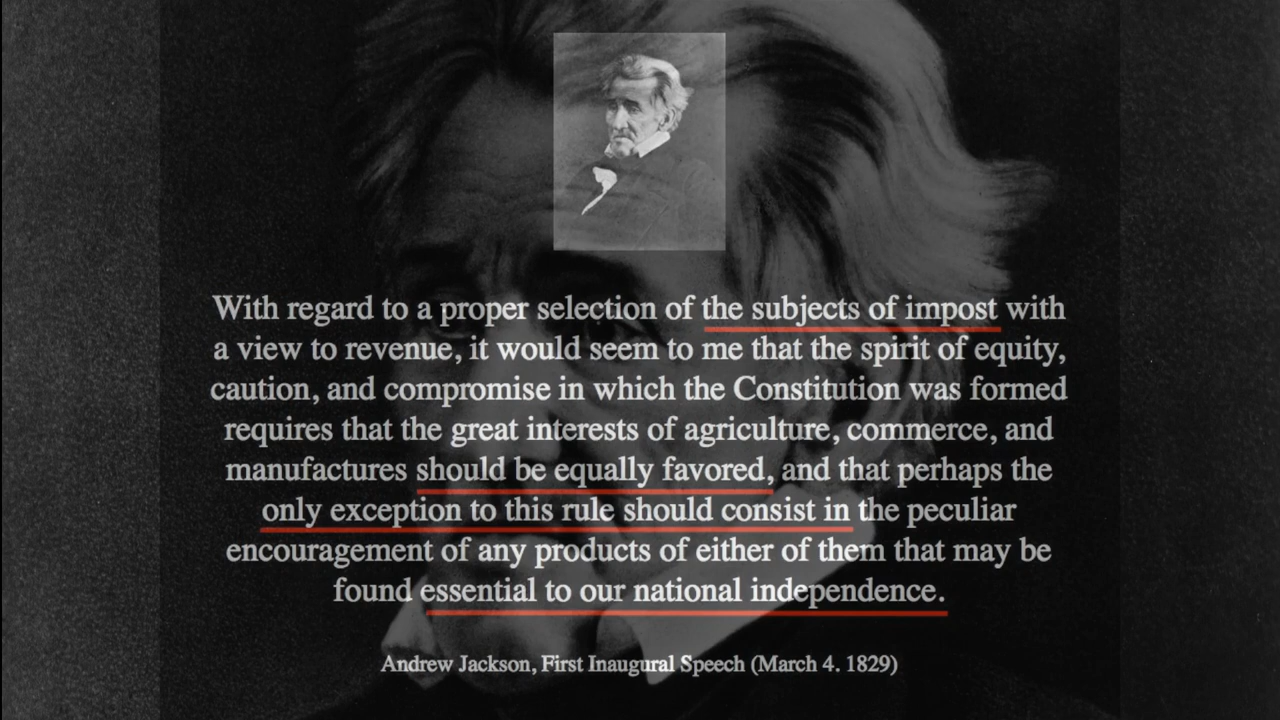 With regard to a proper selection of the subjects of impost with
a view to revenue, it would seem to me that the spirit of equity,
caution, and compromise in which the Constitution was formed
requires that the great interests of agriculture, commerce, and
manufactures should be equally favored, and that perhaps the
only exception to this rule should consist in the peculiar
encouragement of any products of either of them that may be
found essential to our national independence.
Andrew Jackson, First Inaugural Speech (March 4. 1829)